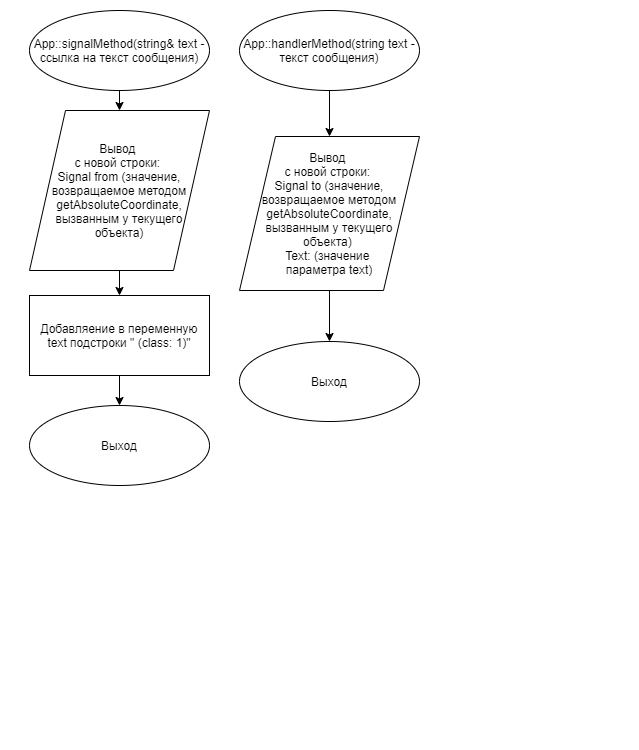 App::signalMethod(string& text -
ссылка на текст сообщения)
Вывод
с новой строки:
Signal from (значение,
возвращаемое методом
getAbsoluteCoordinate,
вызванным у текущего
объекта)
Добавляение в переменную
text подстроки " (class: 1)"
Выход
App::handlerMethod(string text -
текст сообщения)
Вывод
с новой строки:
Signal to (значение,
возвращаемое методом
getAbsoluteCoordinate,
вызванным у текущего
объекта)
Text: (значение
параметра text)
Выход